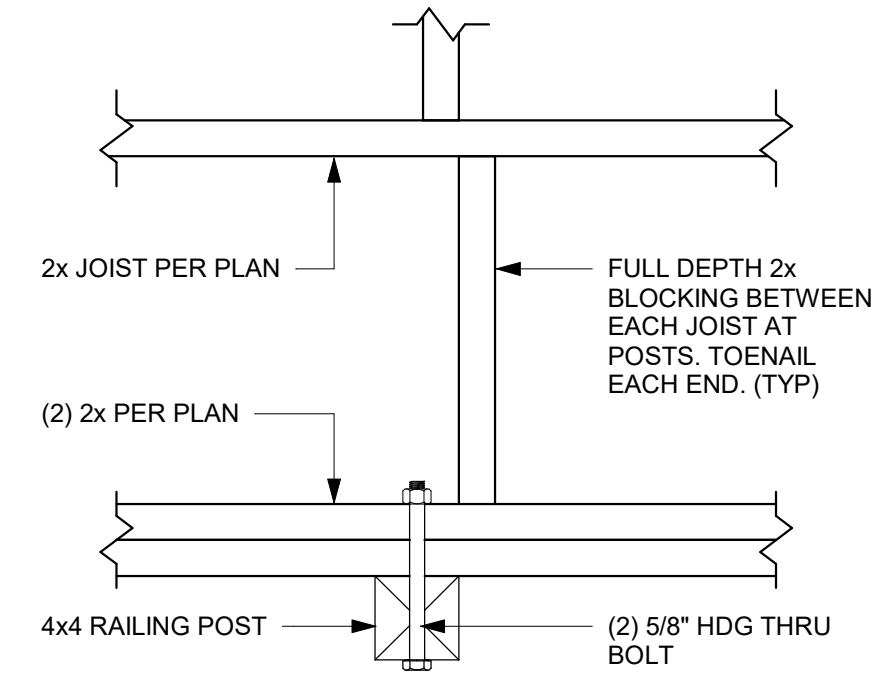 2x JOIST PER PLAN
FULL DEPTH 2x
BLOCKING BETWEEN
EACH JOIST AT
POSTS. TOENAIL
EACH END. (TYP)
(2) 2x PER PLAN
4x4 RAILING POST
(2) 5/8" HDG THRU
BOLT